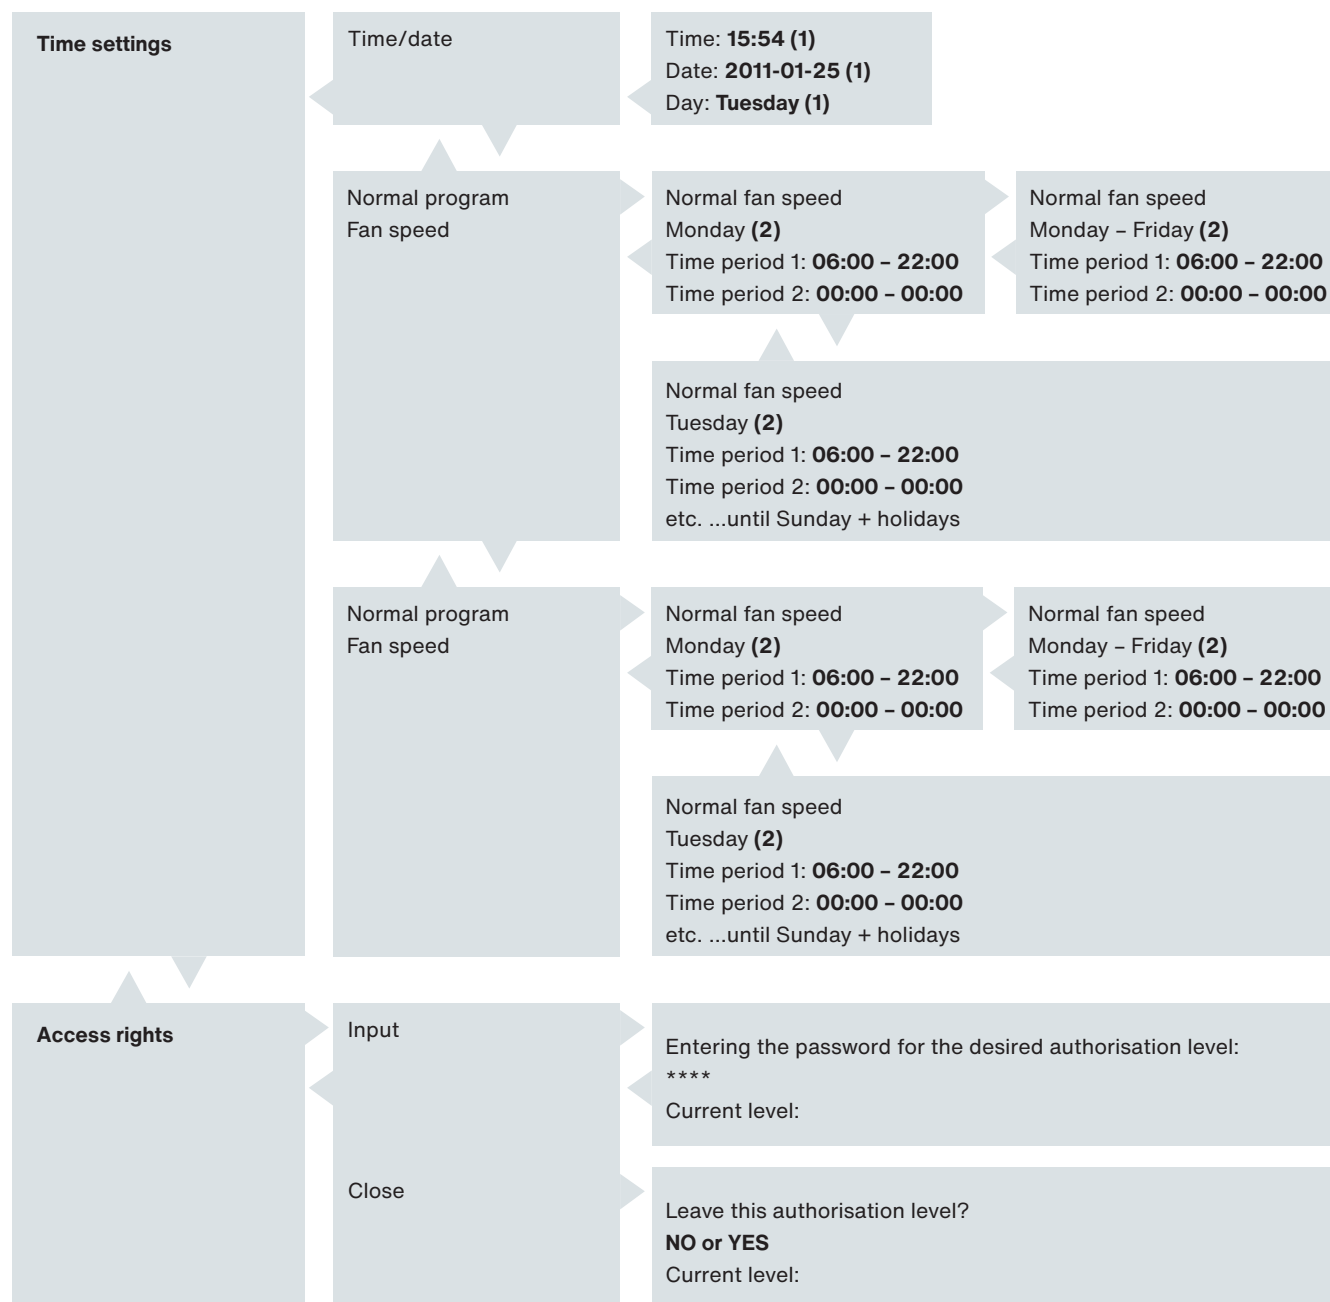 Time settings
Time/date
Time: 15:54 (1)
Date: 2011-01-25 (1)
Day: Tuesday (1)
Normal program
Fan speed
Normal fan speed
Monday (2)
Time period 1: 06:00 – 22:00
Time period 2: 00:00 – 00:00
Normal fan speed
Monday – Friday (2)
Time period 1: 06:00 – 22:00
Time period 2: 00:00 – 00:00
Normal fan speed
Tuesday (2)
Time period 1: 06:00 – 22:00
Time period 2: 00:00 – 00:00
etc. ...until Sunday + holidays
Normal program
Fan speed
Normal fan speed
Monday (2)
Time period 1: 06:00 – 22:00
Time period 2: 00:00 – 00:00
Normal fan speed
Monday – Friday (2)
Time period 1: 06:00 – 22:00
Time period 2: 00:00 – 00:00
Normal fan speed
Tuesday (2)
Time period 1: 06:00 – 22:00
Time period 2: 00:00 – 00:00
etc. ...until Sunday + holidays
Access rights
Input
Entering the password for the desired authorisation level:
****
Current level:
Close
Leave this authorisation level?
NO or YES
Current level: